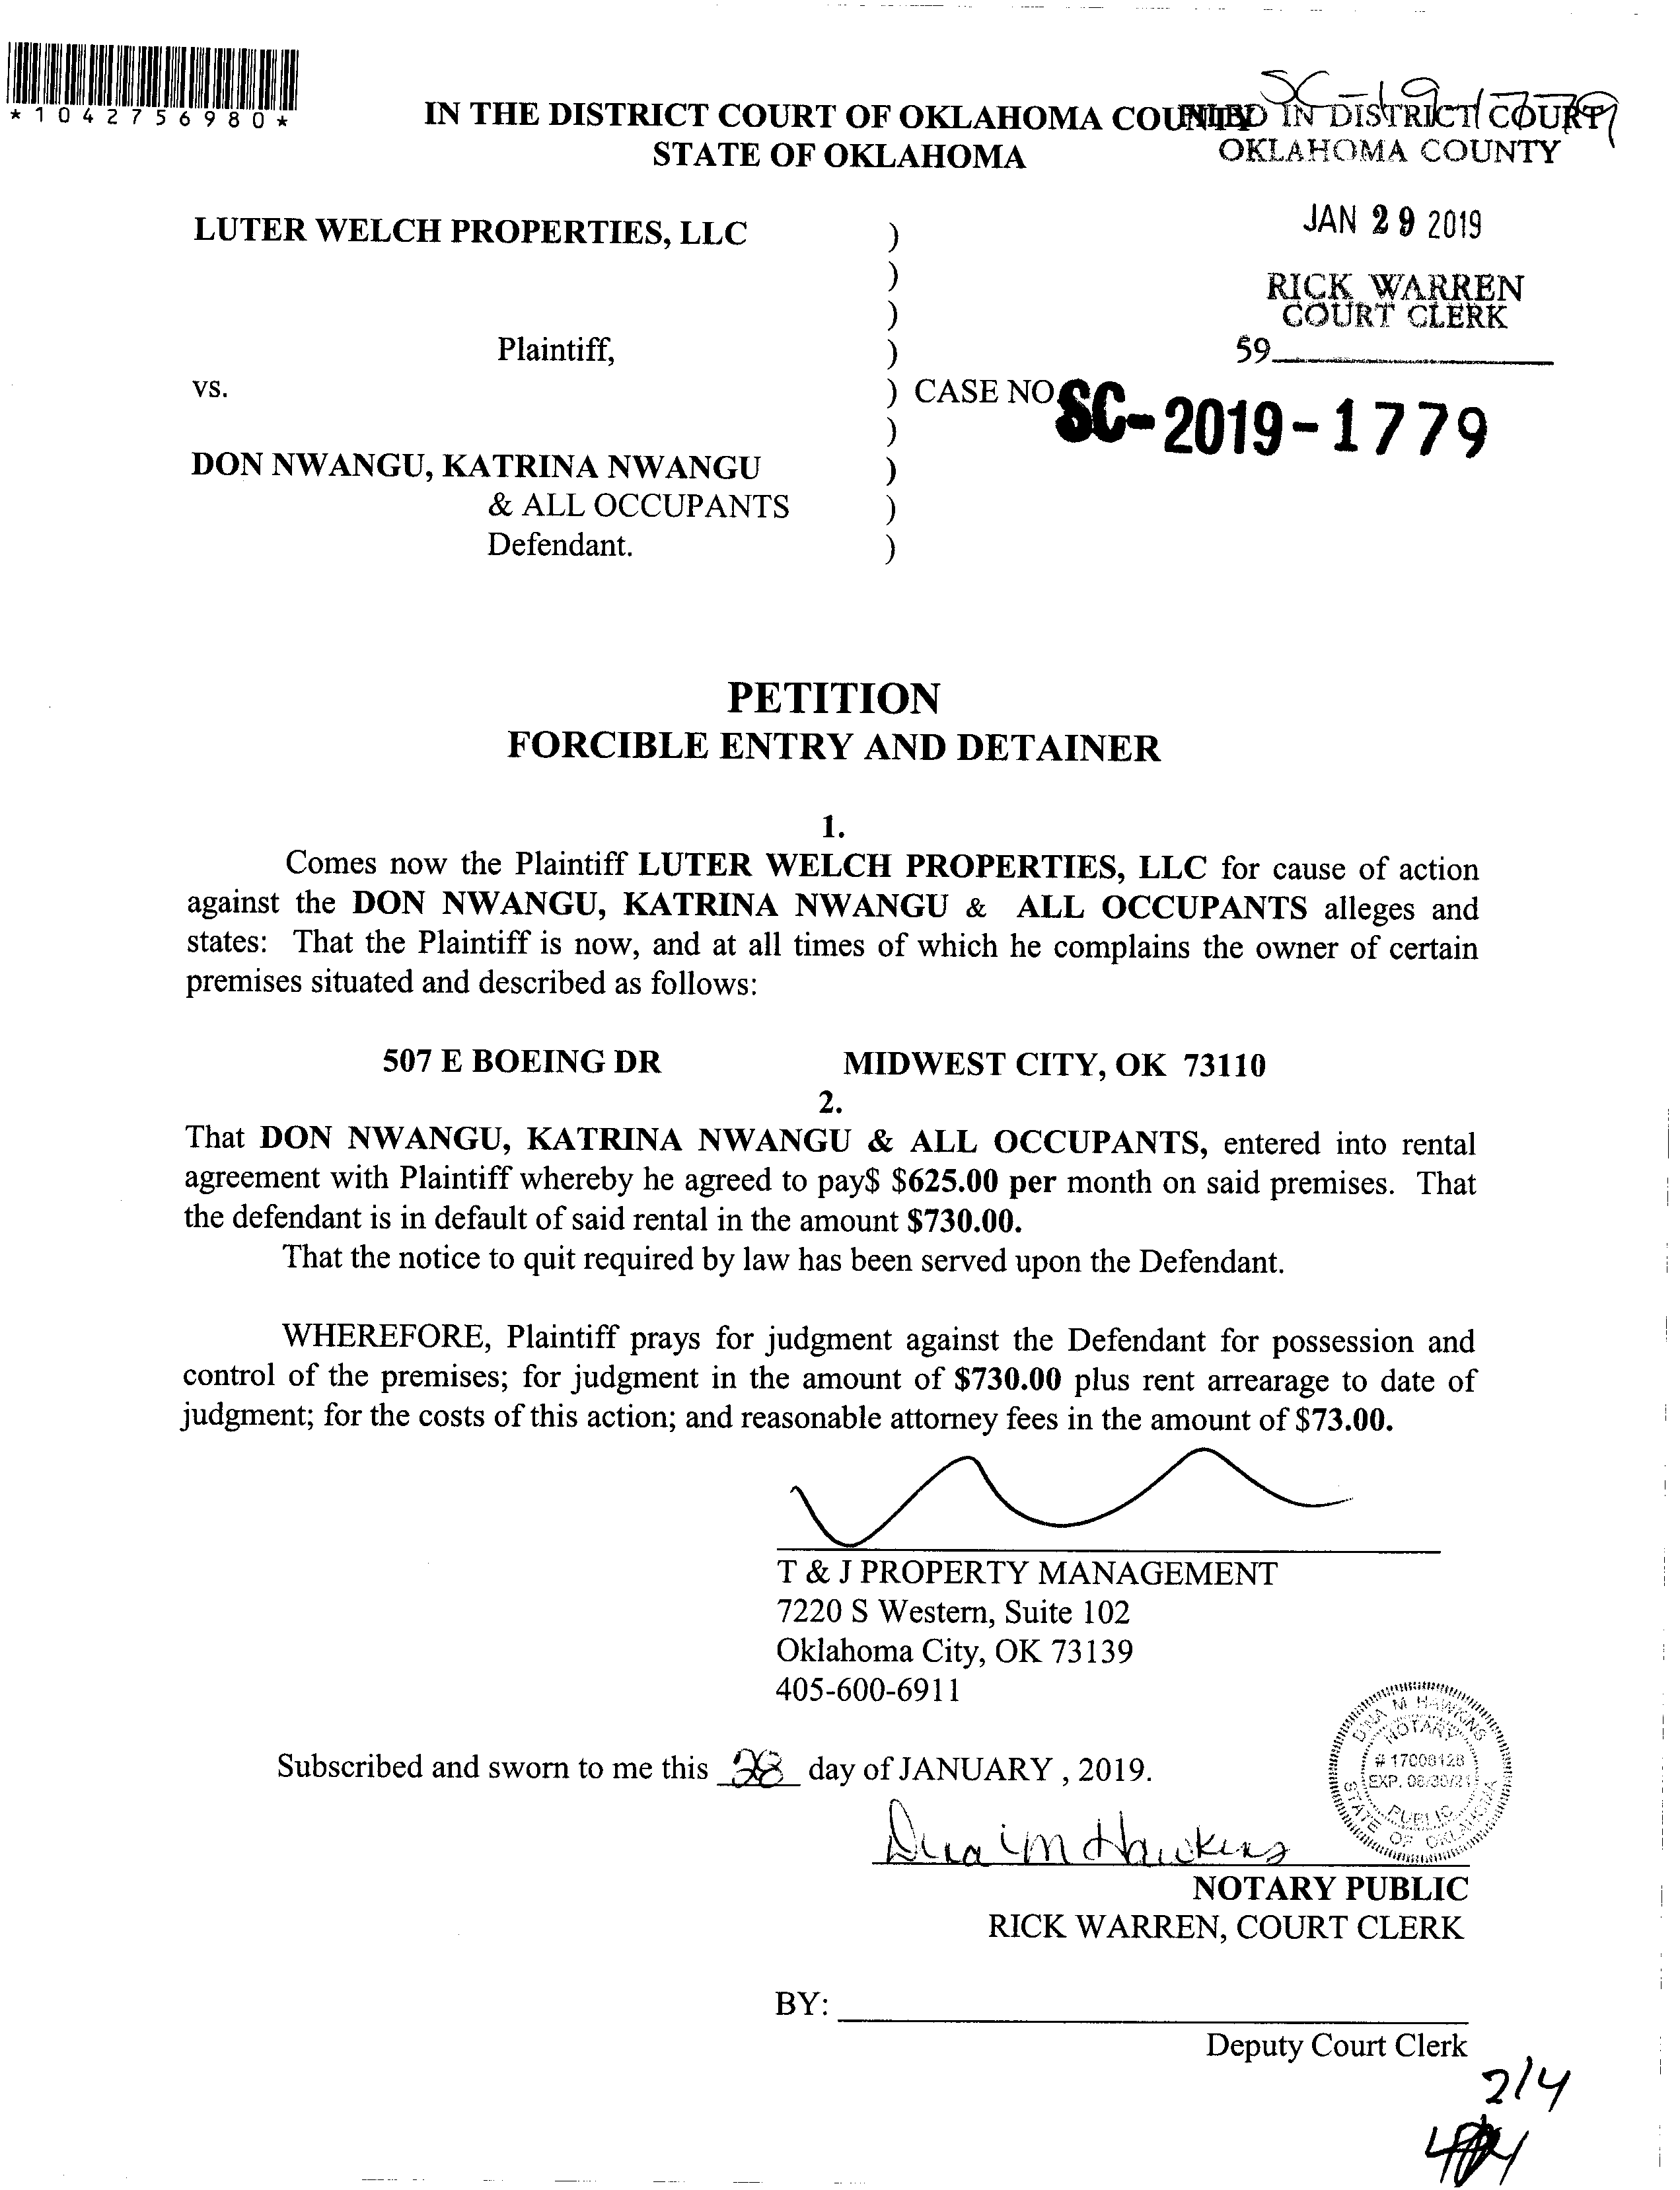 *1042756980*
SC-19-1779
IN THE DISTRICT COURT OF OKLAHOMA COUNTY
STATE OF OKLAHOMA
FILED IN DISTRICT COURT
OKLAHOMA COUNTY
JAN 29 2019
RICK WARREN
COURT CLERK
59
LUTER WELCH PROPERTIES, LLC )
)
)
Plaintiff, )
vs. ) CASE NO
SC-2019-1779
)
DON NWANGU, KATRINA NWANGU )
& ALL OCCUPANTS )
Defendant. )
PETITION
FORCIBLE ENTRY AND DETAINER
1.
Comes now the Plaintiff LUTER WELCH PROPERTIES, LLC for cause of action
against the DON NWANGU, KATRINA NWANGU & ALL OCCUPANTS alleges and
states: That the Plaintiff is now, and at all times of which he complains the owner of certain
premises situated and described as follows:
507 E BOEING DR MIDWEST CITY, OK 73110
2.
That DON NWANGU, KATRINA NWANGU & ALL OCCUPANTS, entered into rental
agreement with Plaintiff whereby he agreed to pay$ $625.00 per month on said premises. That
the defendant is in default of said rental in the amount $730.00.
That the notice to quit required by law has been served upon the Defendant.
WHEREFORE, Plaintiff prays for judgment against the Defendant for possession and
control of the premises; for judgment in the amount of $730.00 plus rent arrearage to date of
judgment; for the costs of this action; and reasonable attorney fees in the amount of $73.00.
T & J PROPERTY MANAGEMENT
7220 S Western, Suite 102
Oklahoma City, OK 73139
405-600-6911
Subscribed and sworn to me this 28 day of JANUARY , 2019.
DINA M HAWKINS
NOTARY
# 17008128
EXP. 08/30/21
PUBLIC
STATE OF OKLAHOMA
Dina M Hawkins
NOTARY PUBLIC
RICK WARREN, COURT CLERK
BY:
Deputy Court Clerk
2/4